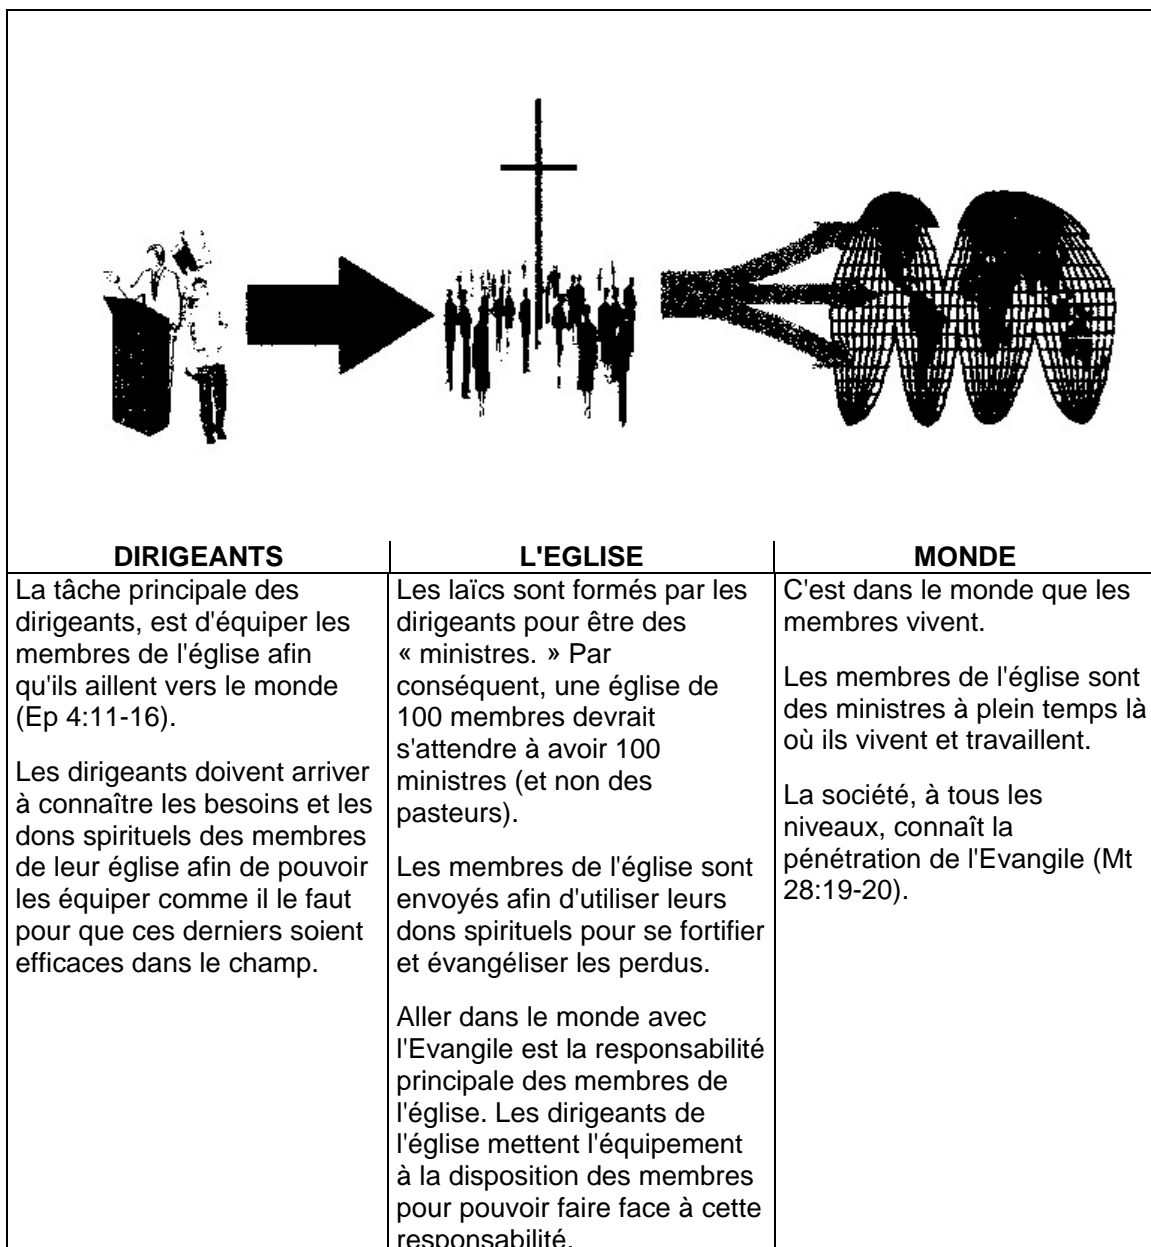 DIRIGEANTS
L'EGLISE
MONDE
La tâche principale des
dirigeants, est d'équiper les
membres de l'église afin
qu'ils aillent vers le monde
(Ep 4:11-16).
Les dirigeants doivent arriver
à connaître les besoins et les
dons spirituels des membres
de leur église afin de pouvoir
les équiper comme il le faut
pour que ces derniers soient
efficaces dans le champ.
Les laïcs sont formés par les
dirigeants pour être des
« ministres. » Par
conséquent, une église de
100 membres devrait
s'attendre à avoir 100
ministres (et non des
pasteurs).
Les membres de l'église sont
envoyés afin d'utiliser leurs
dons spirituels pour se fortifier
et évangéliser les perdus.
Aller dans le monde avec
l'Evangile est la responsabilité
principale des membres de
l'église. Les dirigeants de
l'église mettent l'équipement
à la disposition des membres
pour pouvoir faire face à cette
responsabilité.
C'est dans le monde que les
membres vivent.
Les membres de l'église sont
des ministres à plein temps là
où ils vivent et travaillent.
La société, à tous les
niveaux, connaît la
pénétration de l'Evangile (Mt
28:19-20).